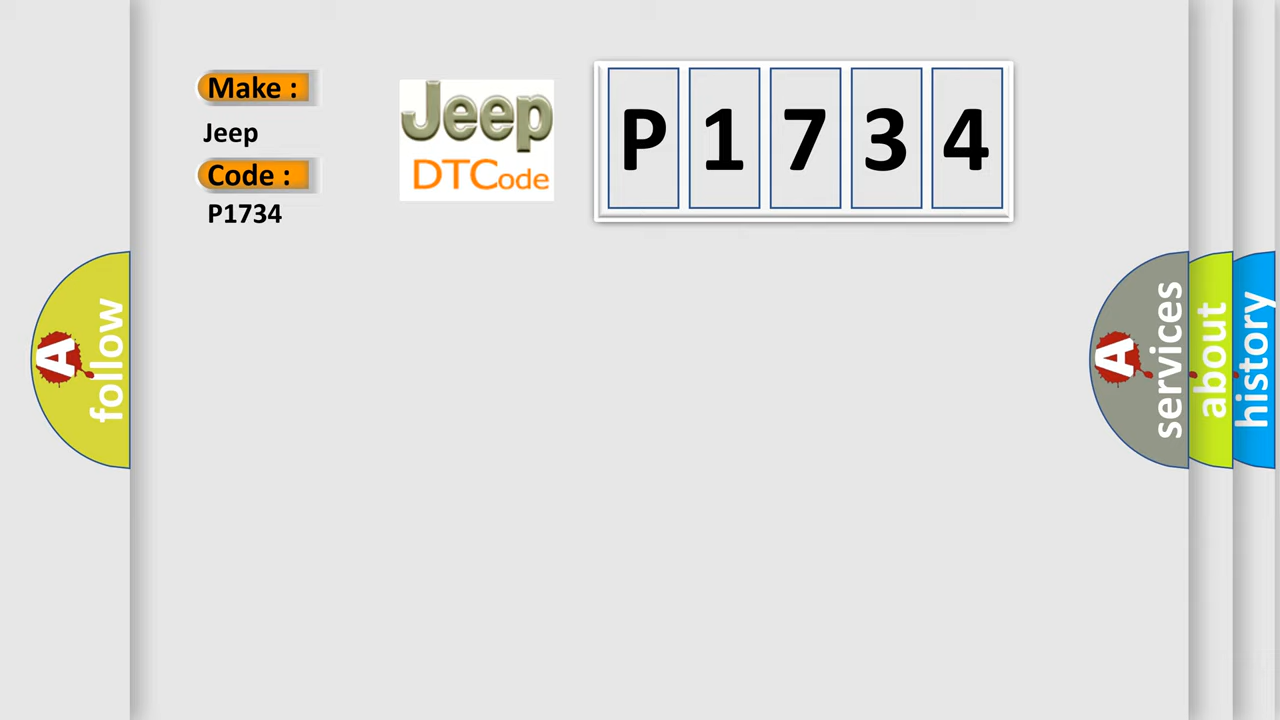 Make :
Jeep
Code :
P1734
Jeep
DTCode
P 1 7 3 4
A follow
A services
about
history